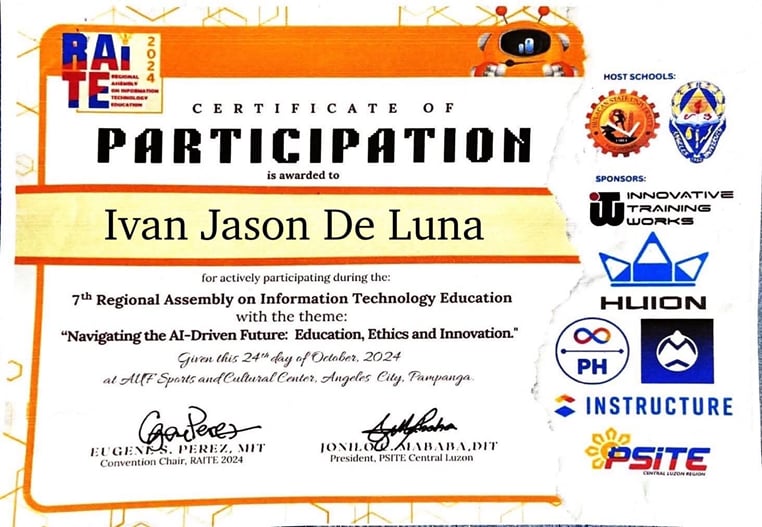 RAiTE
2024
REGIONAL
ASSEMBLY
ON INFORMATION
TECHNOLOGY
EDUCATION
CERTIFICATE OF
PARTICIPATION
is awarded to
Ivan Jason De Luna
for actively participating during the:
7th Regional Assembly on Information Technology Education
with the theme:
“Navigating the AI-Driven Future: Education, Ethics and Innovation."
Given this 24th day of October, 2024
at AUF Sports and Cultural Center, Angeles City, Pampanga.
EUGENE S. PEREZ, MIT
Convention Chair, RAITE 2024
MABABA, DIT
President, PSITE Central Luzon
HOST SCHOOLS:
SPONSORS:
ITW
INNOVATIVE
TRAINING
WORKS
HUION
PH
INSTRUCTURE
PSiTE
CENTRAL LUZON REGION